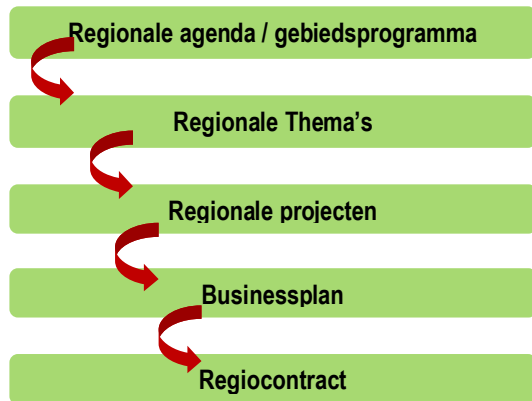 Regionale agenda / gebiedsprogramma
Regionale Thema's
Regionale projecten
Businessplan
Regiocontract